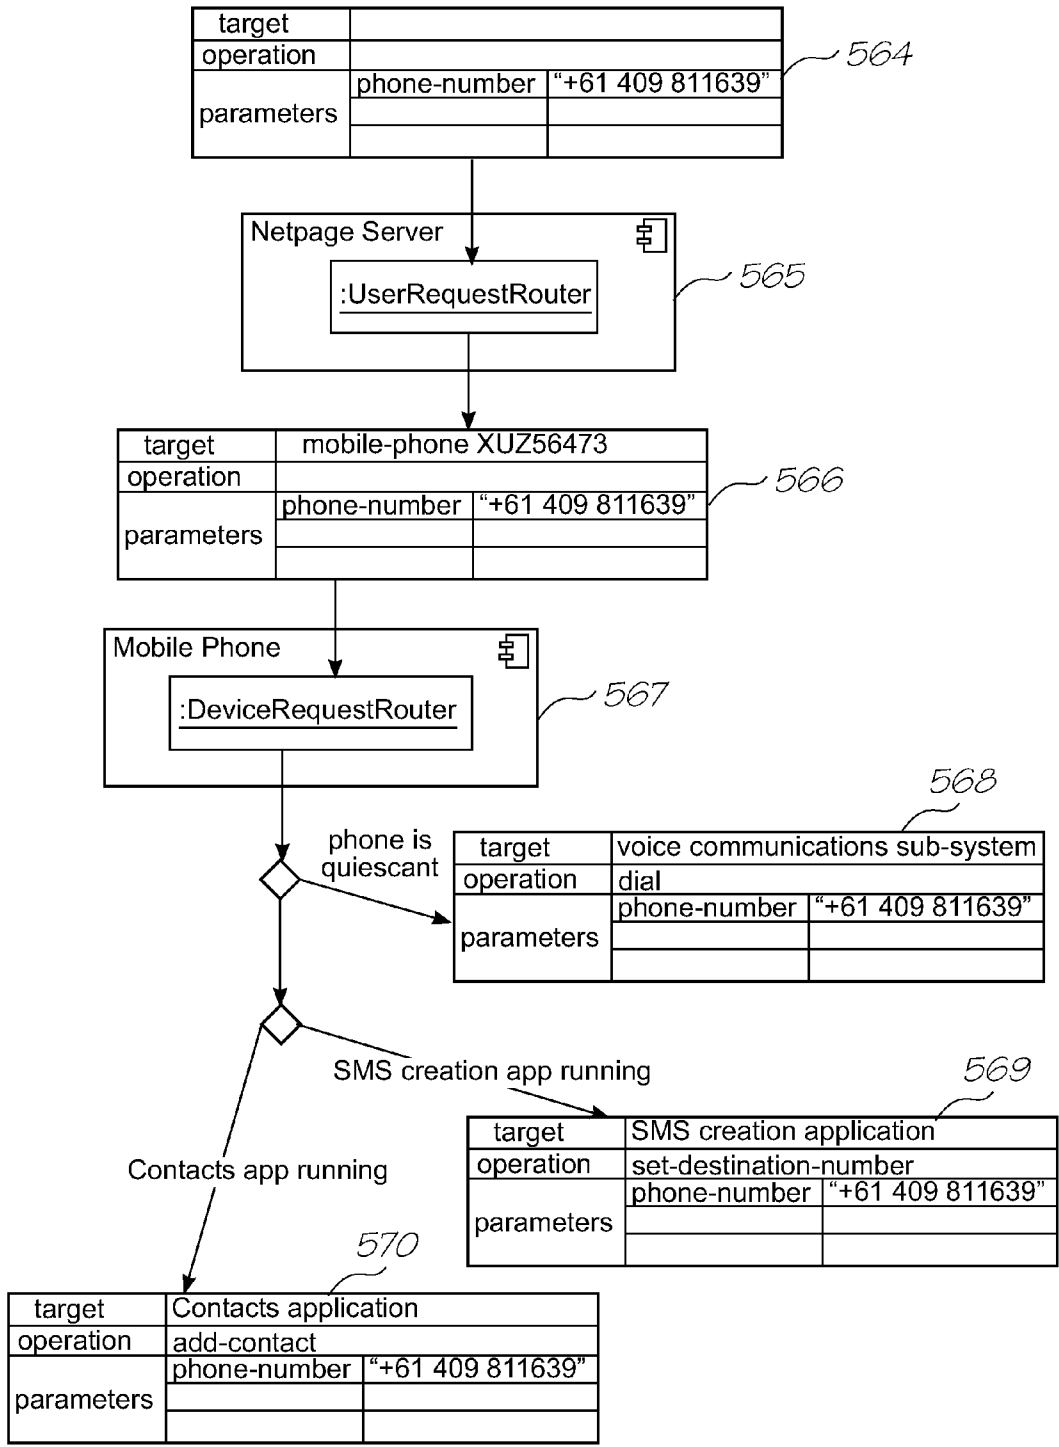 target
operation
parameters
phone-number “+61 409 811639”
564
Netpage Server
:UserRequestRouter
565
target mobile-phone XUZ56473
operation
phone-number “+61 409 811639”
parameters
566
Mobile Phone
:DeviceRequestRouter
567
phone is
quiescant
568
target voice communications sub-system
operation dial
phone-number “+61 409 811639”
parameters
SMS creation app running
569
target SMS creation application
operation set-destination-number
phone-number “+61 409 811639”
parameters
Contacts app running
570
target Contacts application
operation add-contact
phone-number “+61 409 811639”
parameters